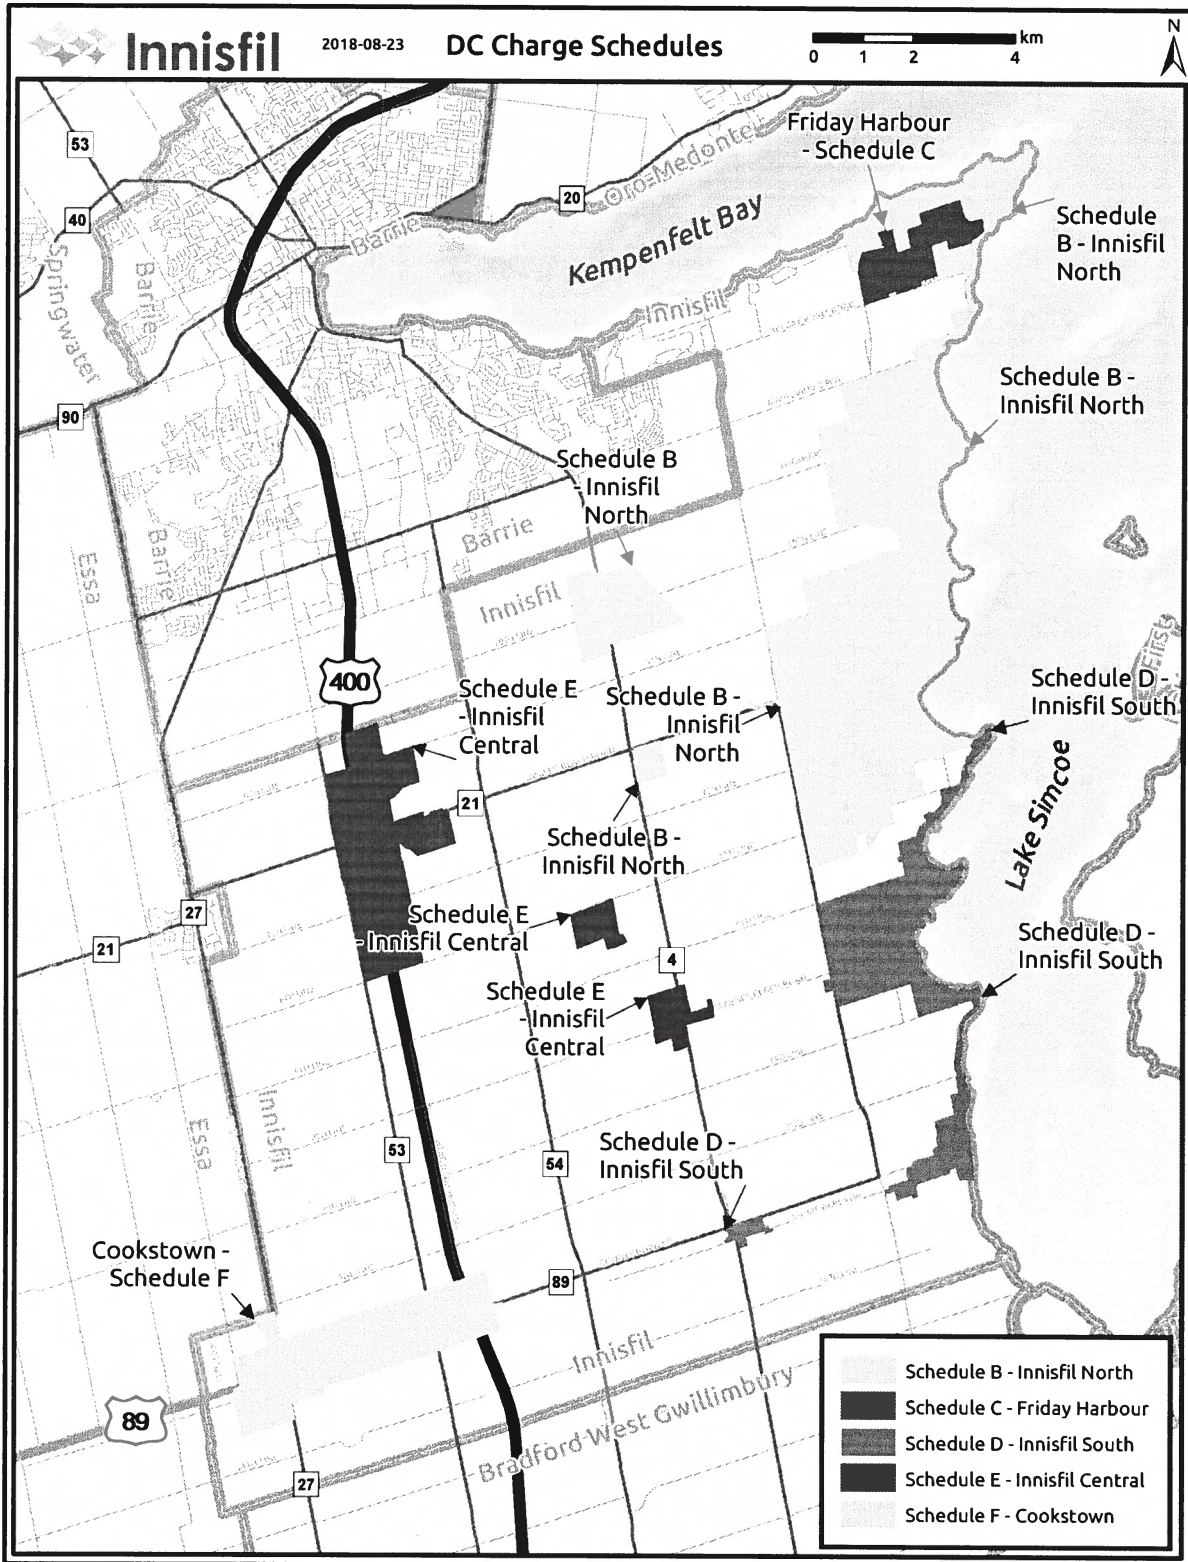 Innisfil
2018-08-23
DC Charge Schedules
km
0 1 2 4
N
53
Friday Harbour
- Schedule C
Oro-Medonte
20
40
Kempenfelt Bay
Schedule
B - Innisfil
North
Barrie
Springwater
Barrie
Innisfil
90
Schedule B -
Innisfil North
Schedule B
- Innisfil
North
Barrie
Essa
Barrie
Innisfil
400
Schedule E
- Innisfil
Central
Schedule B -
Innisfil
North
First
Schedule D -
Innisfil South
Lake Simcoe
21
Schedule B -
Innisfil North
27
21
Schedule E
- Innisfil Central
4
Schedule D -
Innisfil South
Schedule E
- Innisfil
Central
Essa
Innisfil
53
54
Schedule D -
Innisfil South
Cookstown -
Schedule F
89
Innisfil
Bradford West Gwillimbury
89
27
Schedule B - Innisfil North
Schedule C - Friday Harbour
Schedule D - Innisfil South
Schedule E - Innisfil Central
Schedule F - Cookstown